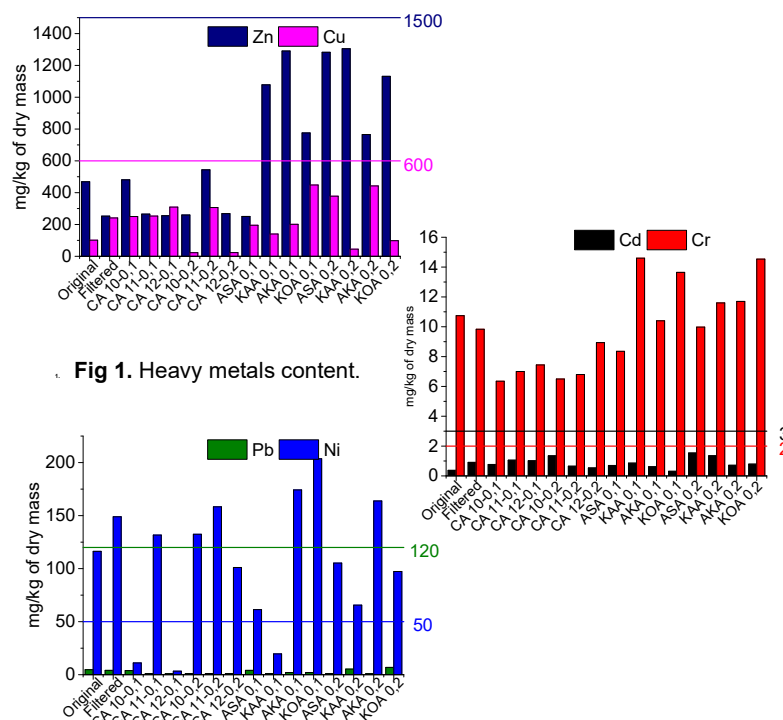 1500
1400
1200
1000
800
600
400
200
0
mg/kg of dry mass
Zn Cu
600
Original
Filtered
CA 10-0,1
CA 11-0,1
CA 12-0,1
CA 10-0,2
CA 11-0,2
CA 12-0,2
ASA 0,1
KAA 0,1
AKA 0,1
KOA 0,1
ASA 0,2
KAA 0,2
AKA 0,2
KOA 0,2
Fig 1. Heavy metals content.
16
14
12
10
8
6
4
2
0
mg/kg of dry mass
Cd Cr
Original
Filtered
CA 10-0,1
CA 11-0,1
CA 12-0,1
CA 10-0,2
CA 11-0,2
CA 12-0,2
ASA 0,1
KAA 0,1
AKA 0,1
KOA 0,1
ASA 0,2
KAA 0,2
AKA 0,2
KOA 0,2
200
150
100
50
0
mg/kg of dry mass
Pb Ni
120
50
Original
Filtered
CA 10-0,1
CA 11-0,1
CA 12-0,1
CA 10-0,2
CA 11-0,2
CA 12-0,2
ASA 0,1
KAA 0,1
AKA 0,1
KOA 0,1
ASA 0,2
KAA 0,2
AKA 0,2
KOA 0,2